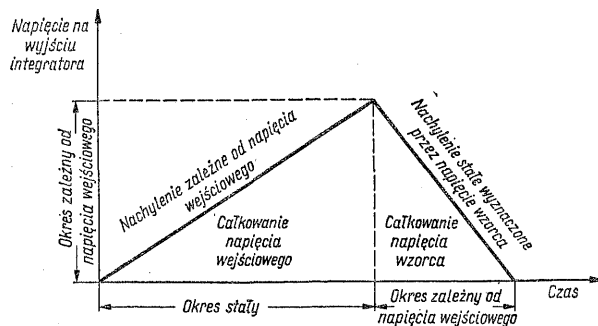 Napięcie na
wyjściu
integratora
Okres zależny od
napięcia wejściowego
Nachylenie zależne od napięcia
wejściowego
Nachylenie stałe wyznaczone
przez napięcie wzorca
Całkowanie
napięcia
wejściowego
Całkowanie
napięcia
wzorca
Czas
Okres stały
Okres zależny od
napięcia wejściowego